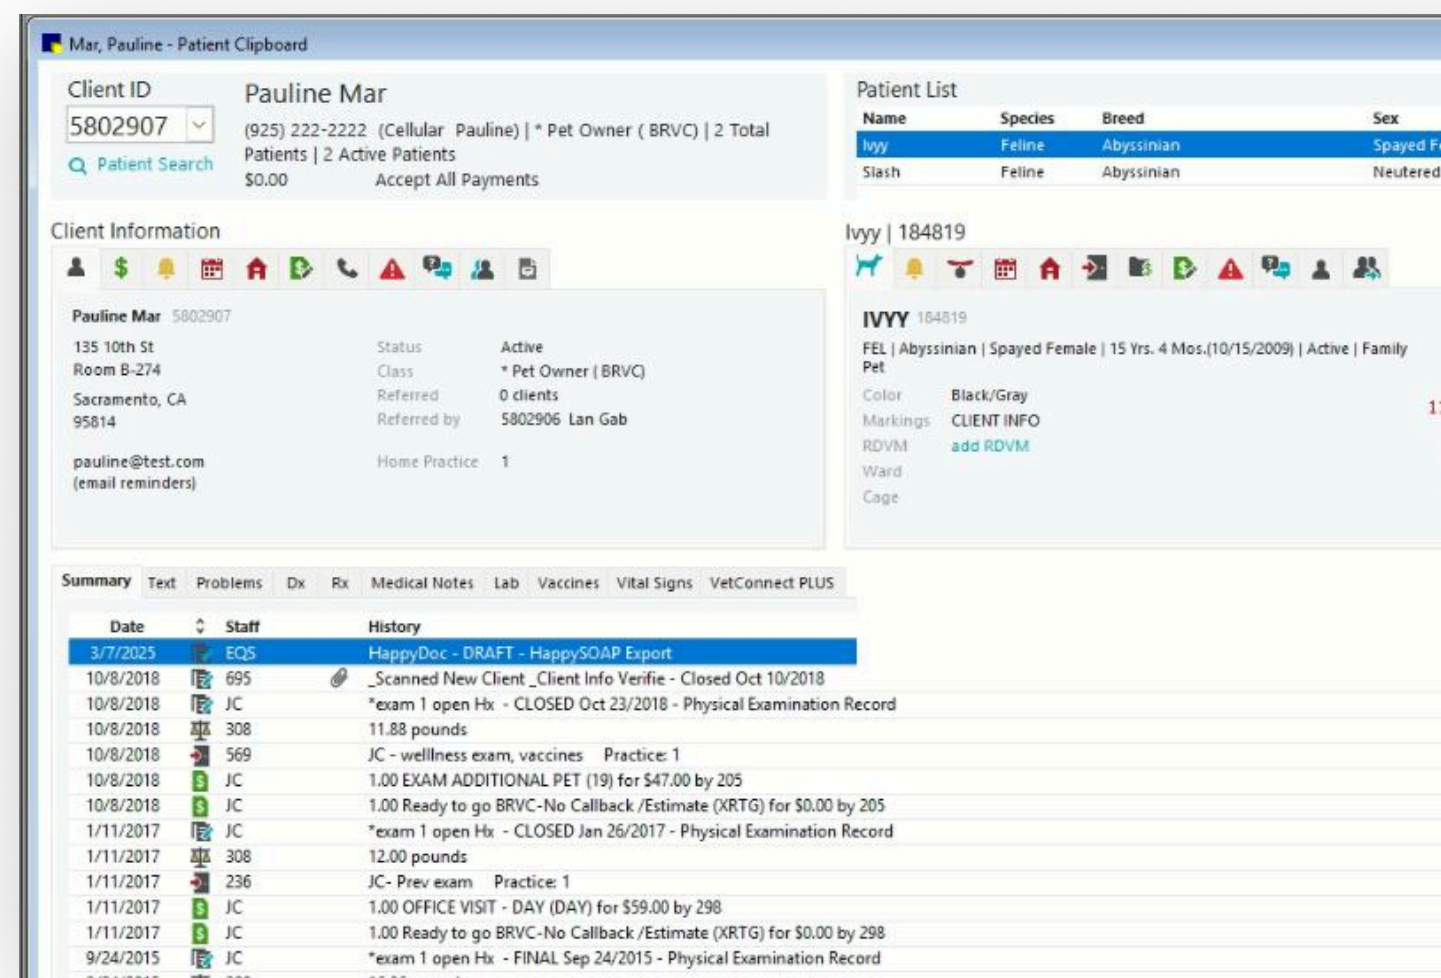 Mar, Pauline - Patient Clipboard
Client ID
5802907
Patient Search
Pauline Mar
(925) 222-2222 (Cellular Pauline) | * Pet Owner ( BRVC) | 2 Total
Patients | 2 Active Patients
$0.00 Accept All Payments
Patient List
Name Species Breed Sex
Ivyy Feline Abyssinian Spayed
Slash Feline Abyssinian Neutered
Client Information
Pauline Mar 5802907
135 10th St
Room B-274
Sacramento, CA
95814
pauline@test.com
(email reminders)
Status Active
Class * Pet Owner ( BRVC)
Referred 0 clients
Referred by 5802906 Lan Gab
Home Practice 1
Ivyy | 184819
IVYY 184819
FEL | Abyssinian | Spayed Female | 15 Yrs. 4 Mos.(10/15/2009) | Active | Family
Pet
Color Black/Gray
Markings CLIENT INFO
RDVM add RDVM
Ward
Cage
Summary Text Problems Dx Rx Medical Notes Lab Vaccines Vital Signs VetConnect PLUS
Date Staff History
3/7/2025 EQS HappyDoc - DRAFT - HappySOAP Export
10/8/2018 695 _Scanned New Client _Client Info Verifie - Closed Oct 10/2018
10/8/2018 JC *exam 1 open Hx - CLOSED Oct 23/2018 - Physical Examination Record
10/8/2018 308 11.88 pounds
10/8/2018 569 JC - welllness exam, vaccines Practice: 1
10/8/2018 JC 1.00 EXAM ADDITIONAL PET (19) for $47.00 by 205
10/8/2018 JC 1.00 Ready to go BRVC-No Callback /Estimate (XRTG) for $0.00 by 205
1/11/2017 JC *exam 1 open Hx - CLOSED Jan 26/2017 - Physical Examination Record
1/11/2017 308 12.00 pounds
1/11/2017 236 JC- Prev exam Practice: 1
1/11/2017 JC 1.00 OFFICE VISIT - DAY (DAY) for $59.00 by 298
1/11/2017 JC 1.00 Ready to go BRVC-No Callback /Estimate (XRTG) for $0.00 by 298
9/24/2015 JC *exam 1 open Hx - FINAL Sep 24/2015 - Physical Examination Record